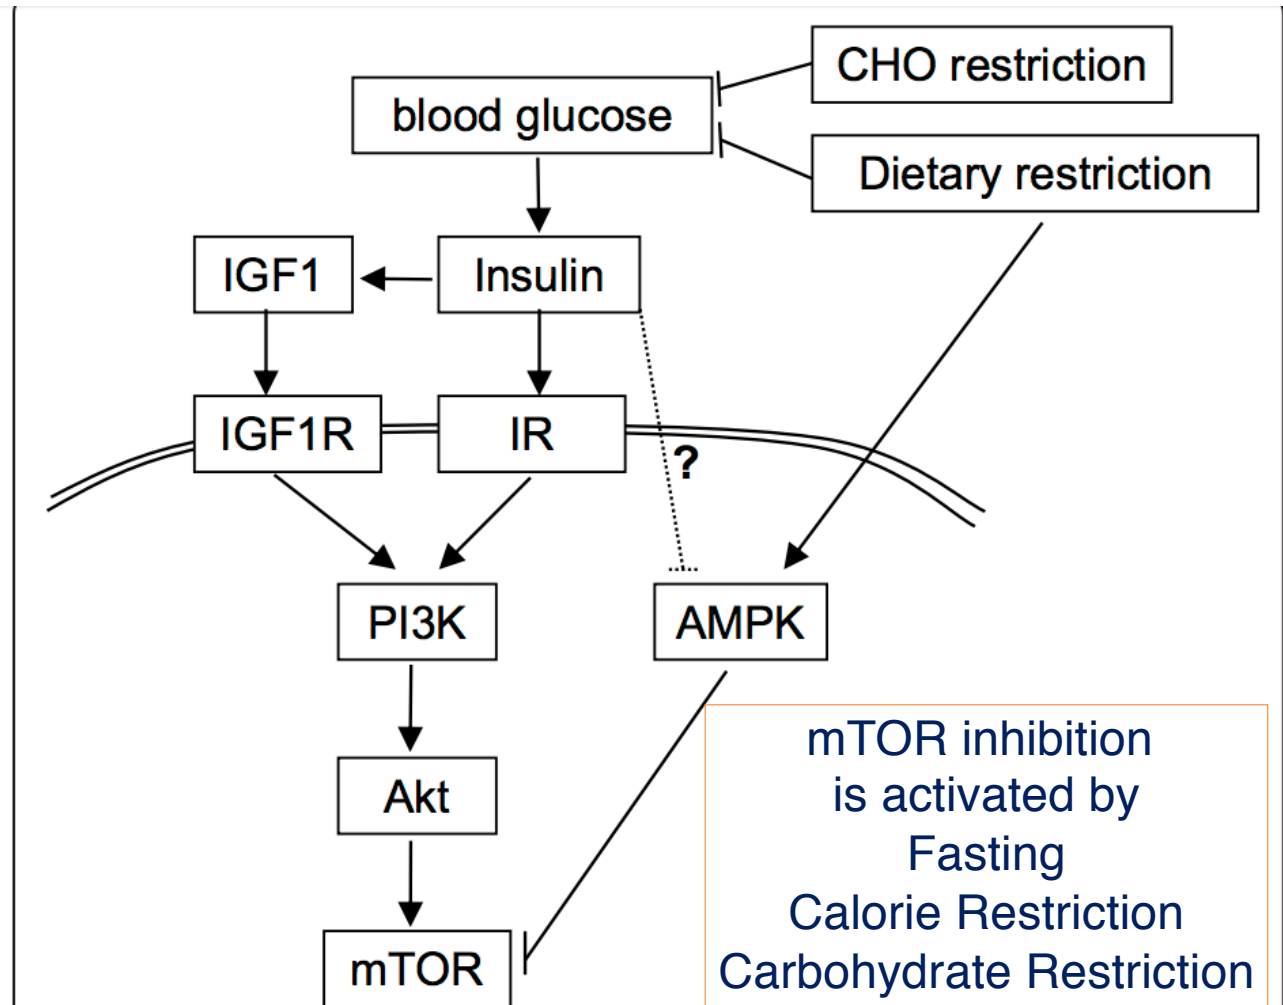 CHO restriction
blood glucose
Dietary restriction
IGF1
Insulin
IGF1R
IR
?
PI3K
AMPK
Akt
mTOR
mTOR inhibition
is activated by
Fasting
Calorie Restriction
Carbohydrate Restriction